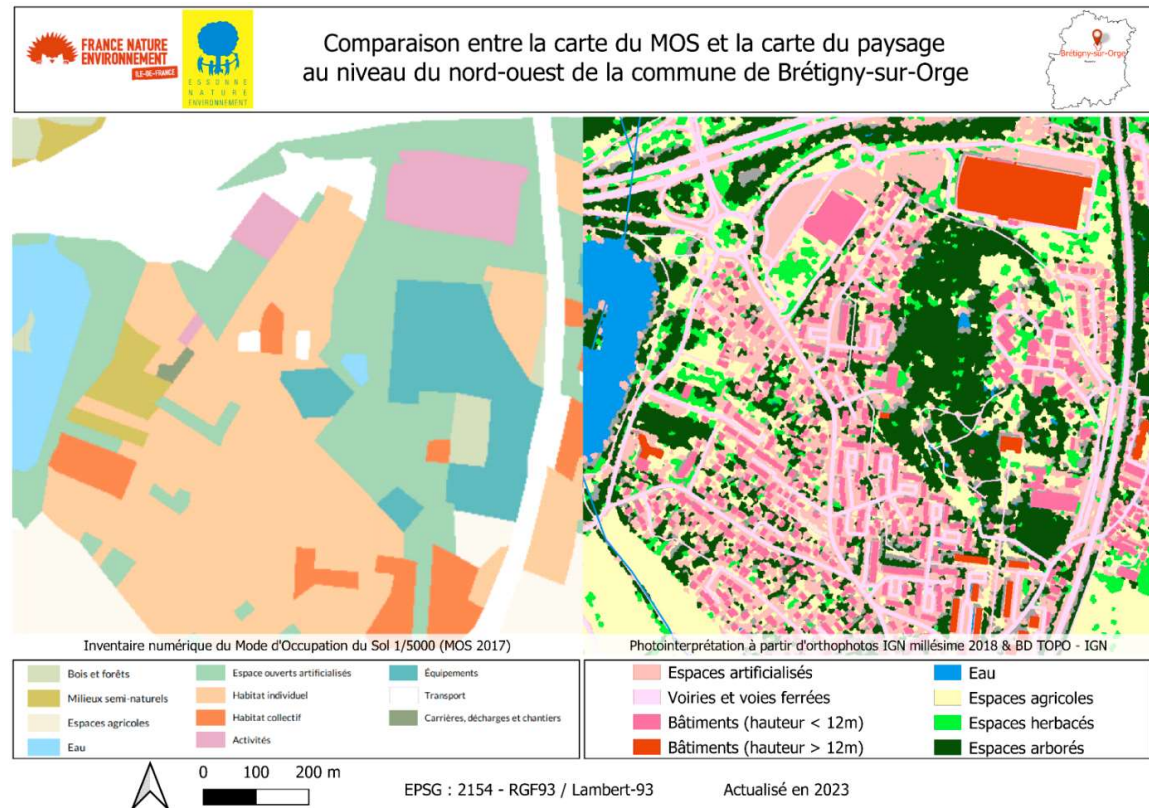 FRANCE NATURE
ENVIRONNEMENT
ILE-DE-FRANCE
ESSONNE
NATURE
ENVIRONNEMENT
Comparaison entre la carte du MOS et la carte du paysage
au niveau du nord-ouest de la commune de Brétigny-sur-Orge
Brétigny-sur-Orge
Inventaire numérique du Mode d'Occupation du Sol 1/5000 (MOS 2017)
Photointerprétation à partir d'orthophotos IGN millésime 2018 & BD TOPO - IGN
Bois et forêts
Milieux semi-naturels
Espaces agricoles
Eau
Espace ouverts artificialisés
Habitat individuel
Habitat collectif
Activités
Équipements
Transport
Carrières, décharges et chantiers
Espaces artificialisés
Voiries et voies ferrées
Bâtiments (hauteur < 12m)
Bâtiments (hauteur > 12m)
Eau
Espaces agricoles
Espaces herbacés
Espaces arborés
0 100 200 m
EPSG : 2154 - RGF93 / Lambert-93
Actualisé en 2023